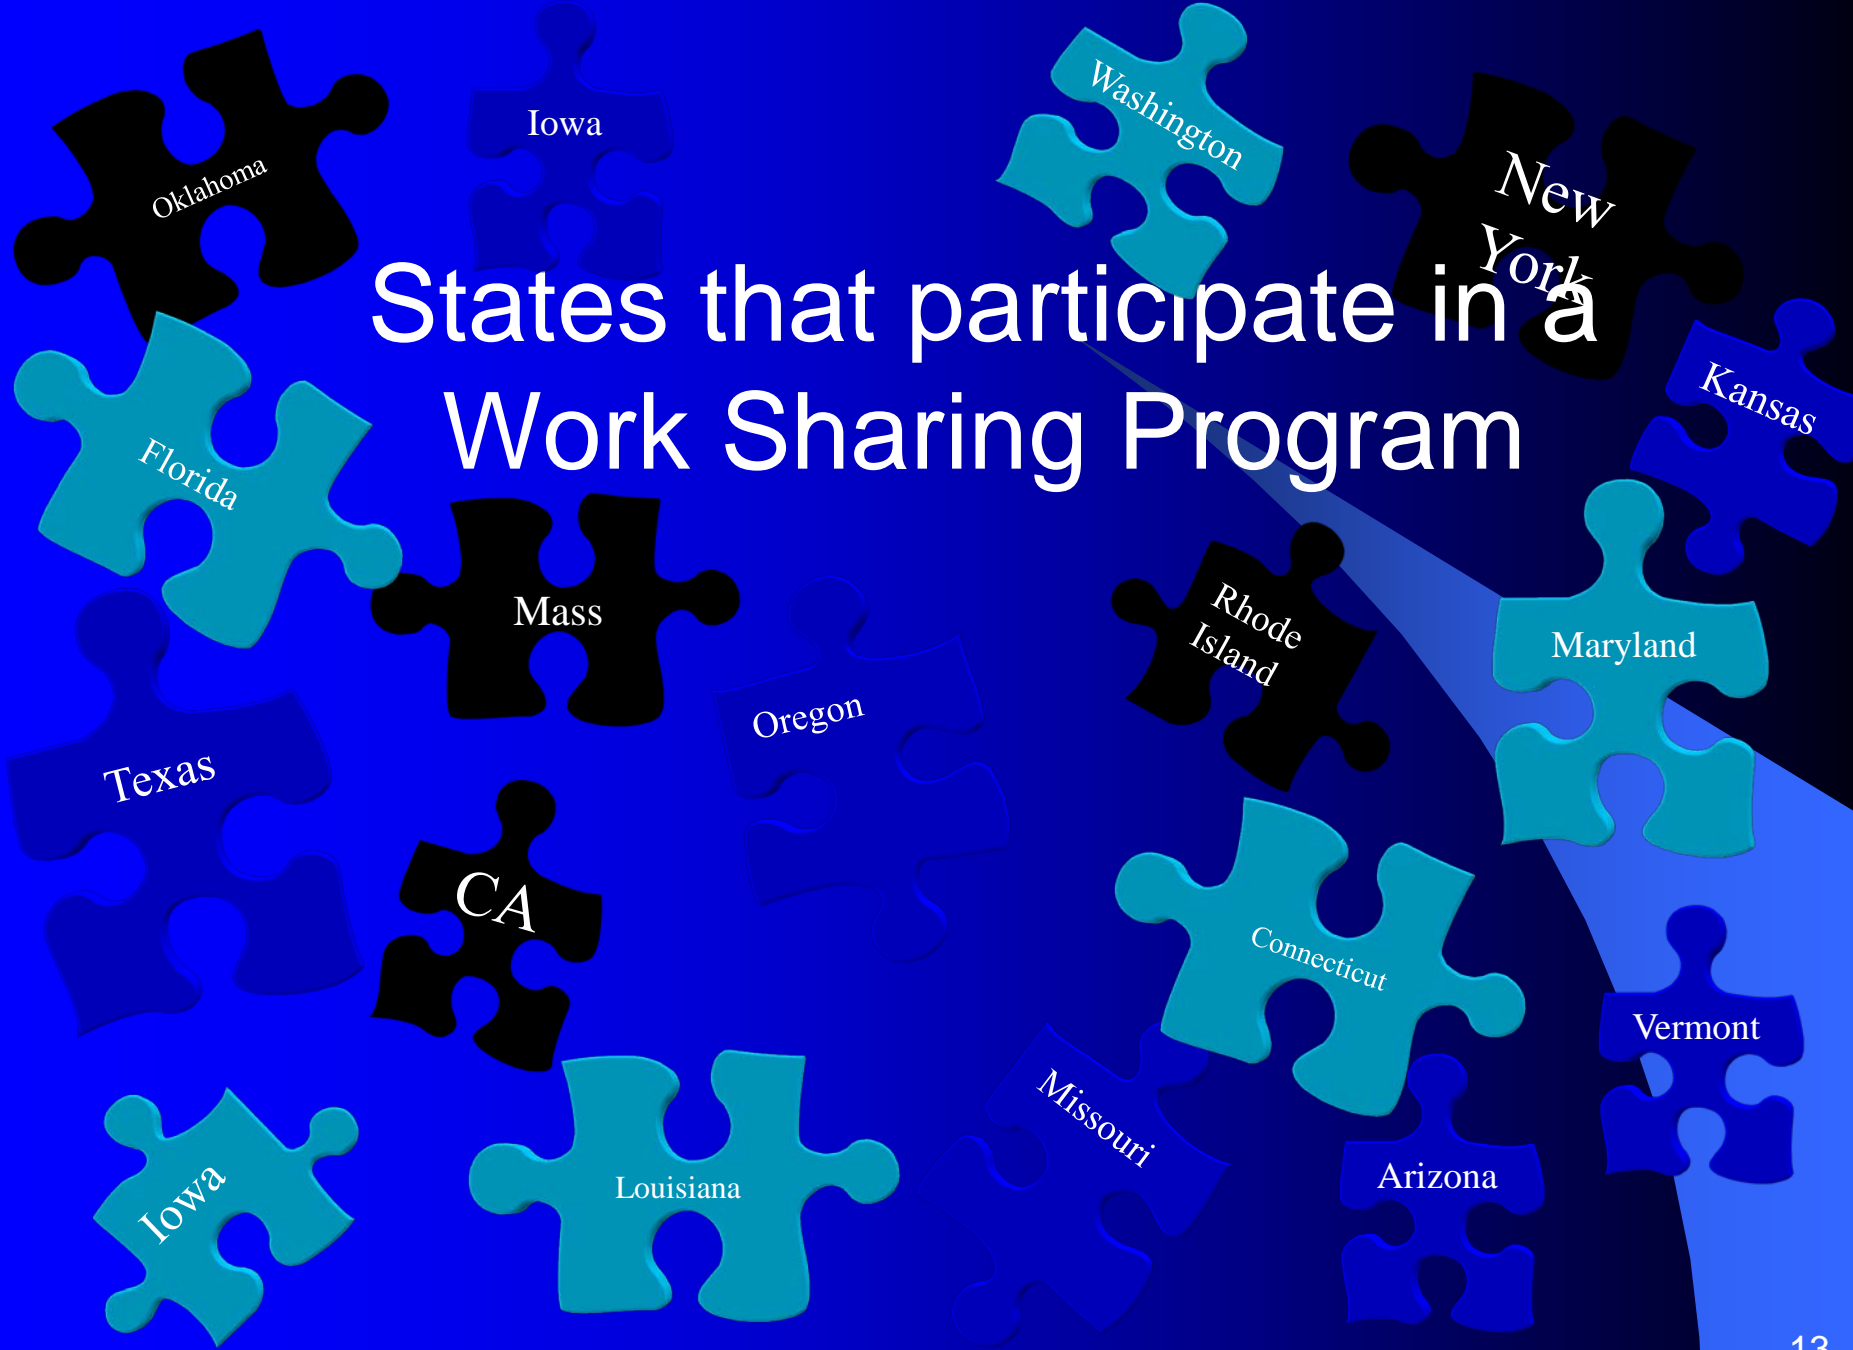 Iowa
Washington
Oklahoma
New
York
States that participate in a
Work Sharing Program
Kansas
Florida
Mass
Rhode
Island
Maryland
Oregon
Texas
CA
Connecticut
Vermont
Missouri
Arizona
Iowa
Louisiana
13